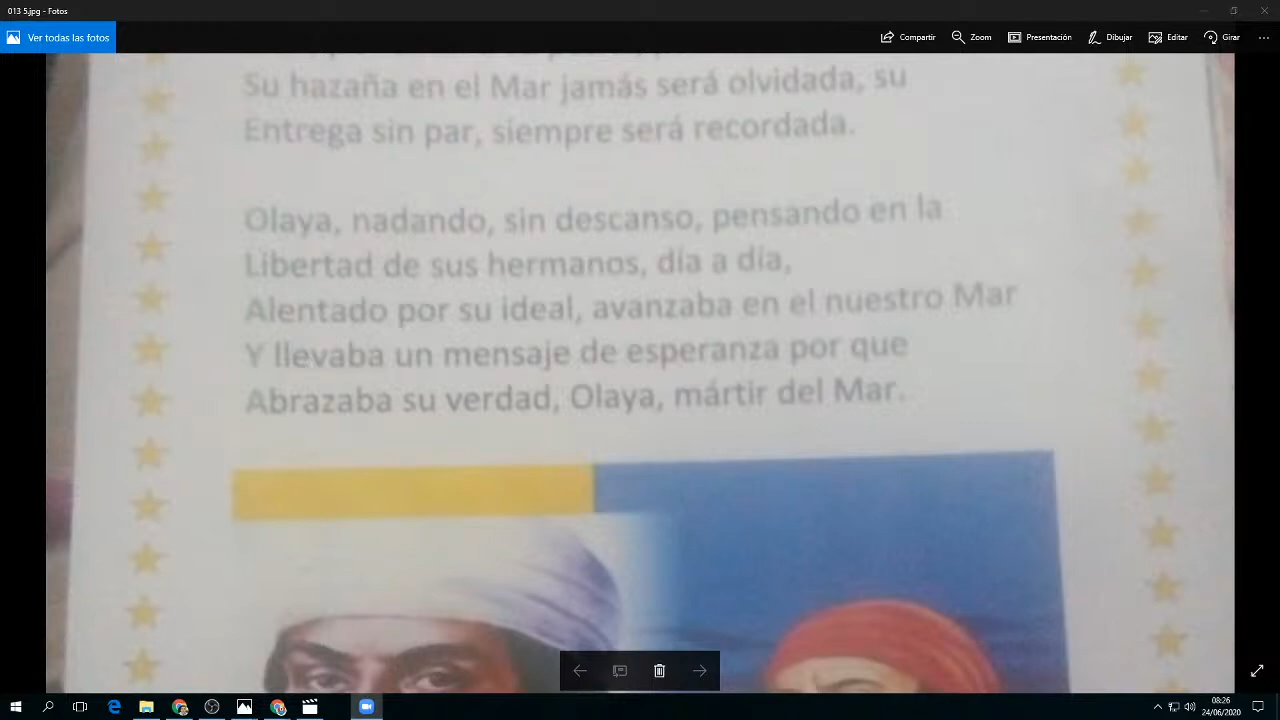 013 5.jpg - Fotos
Ver todas las fotos
Compartir
Zoom
Presentación
Dibujar
Editar
Girar
Su hazaña en el Mar jamás será olvidada, su
Entrega sin par, siempre será recordada.
Olaya, nadando, sin descanso, pensando en la
Libertad de sus hermanos, día a día,
Alentado por su ideal, avanzaba en el nuestro Mar
Y llevaba un mensaje de esperanza por que
Abrazaba su verdad, Olaya, mártir del Mar.
08:26
24/06/2020